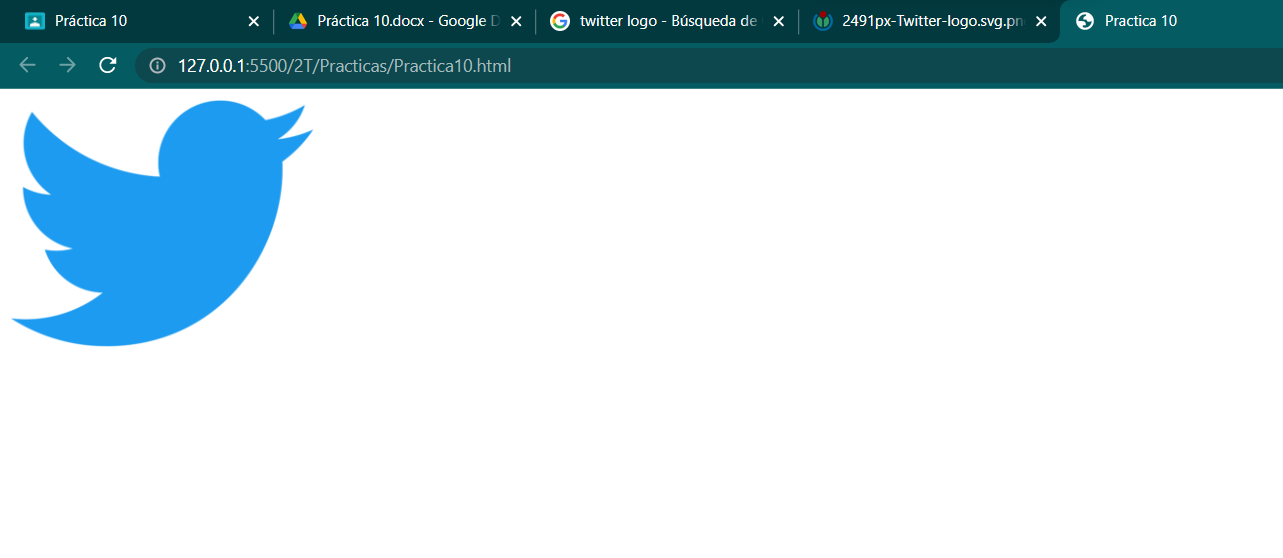 Práctica 10
Práctica 10.docx - Google D
twitter logo - Búsqueda de
2491px-Twitter-logo.svg.pn
Practica 10
127.0.0.1:5500/2T/Practicas/Practica10.html